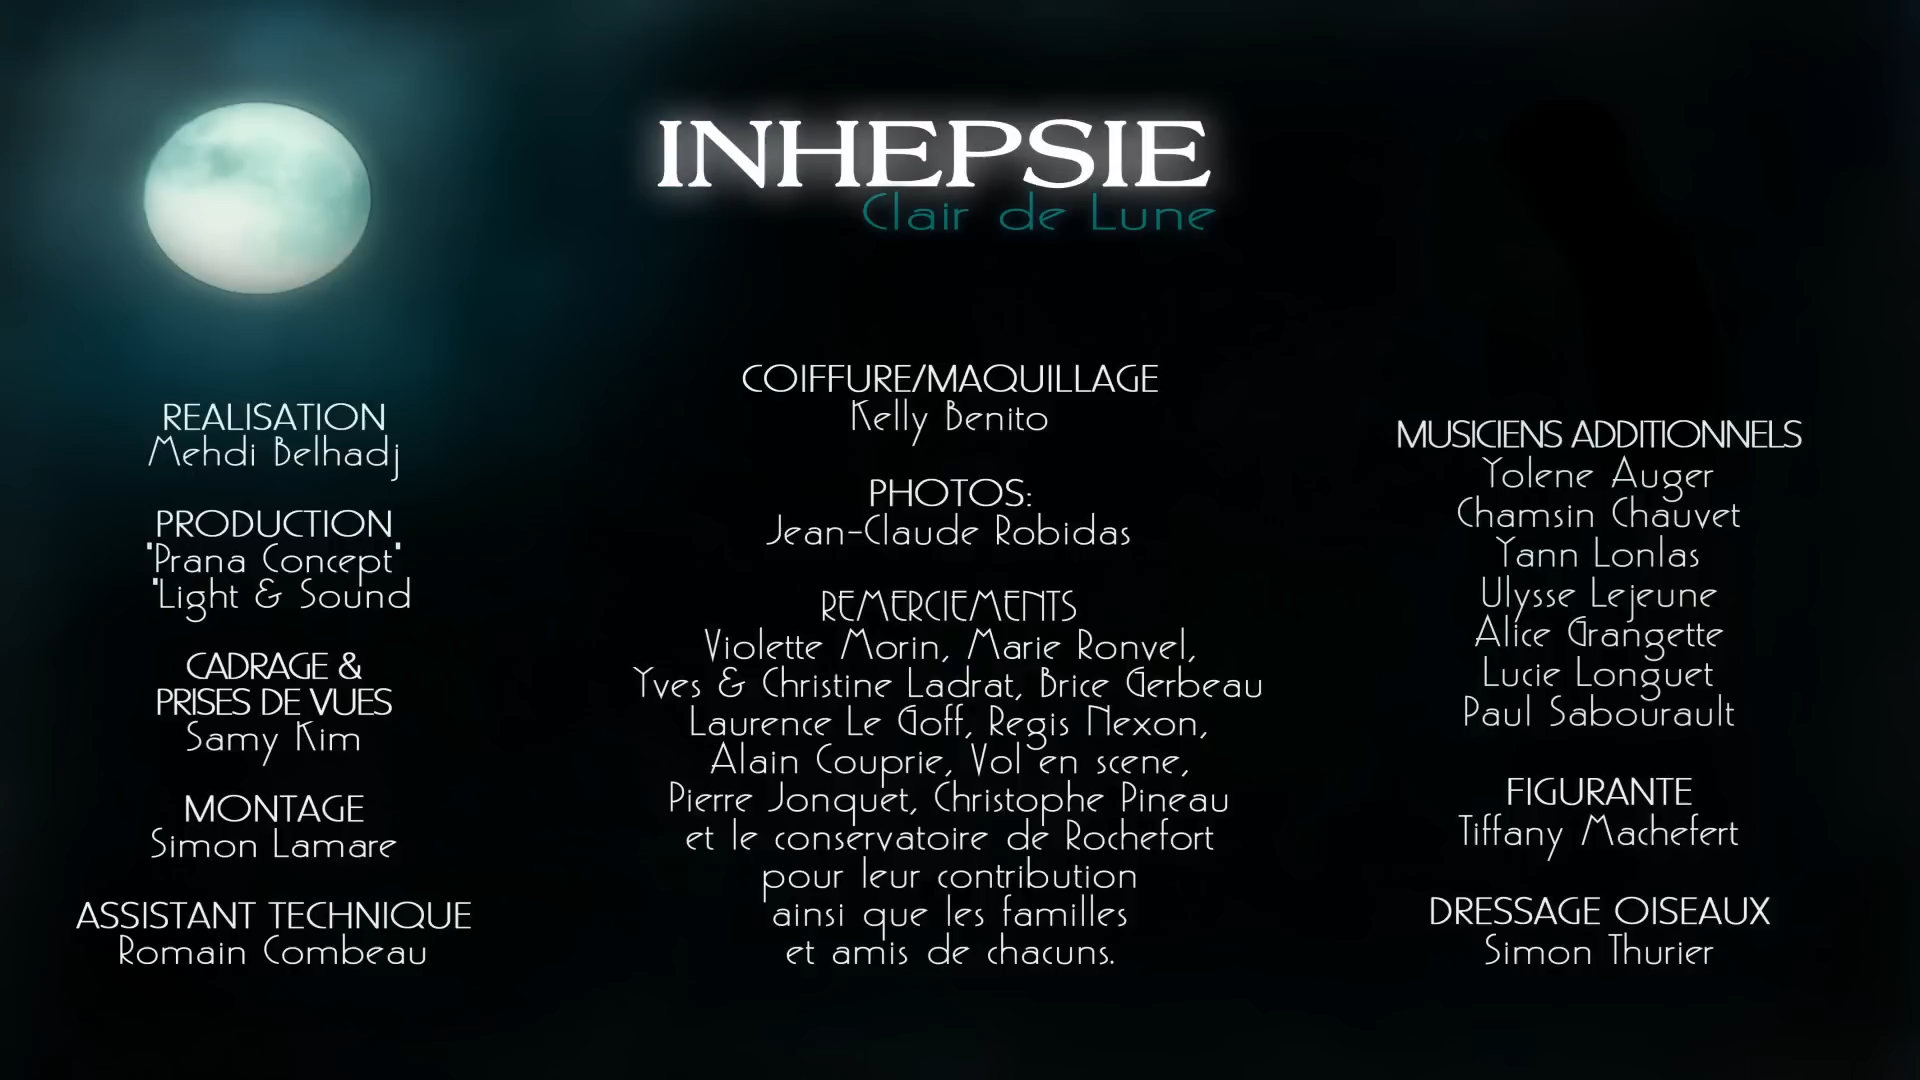 INHEPSIE
Clair de Lune
REALISATION
Mehdi Belhadj
PRODUCTION
"Prana Concept"
"Light & Sound
CADRAGE &
PRISES DE VUES
Samy Kim
MONTAGE
Simon Lamare
ASSISTANT TECHNIQUE
Romain Combeau
COIFFURE/MAQUILLAGE
Kelly Benito
PHOTOS:
Jean-Claude Robidas
REMERCIEMENTS
Violette Morin, Marie Ronvel,
Yves & Christine Ladrat, Brice Gerbeau
Laurence Le Goff, Regis Nexon,
Alain Couprie, Vol en scene,
Pierre Jonquet, Christophe Pineau
et le conservatoire de Rochefort
pour leur contribution
ainsi que les familles
et amis de chacuns.
MUSICIENS ADDITIONNELS
Yolene Auger
Chamsin Chauvet
Yann Lonlas
Ulysse Lejeune
Alice Grangette
Lucie Longuet
Paul Sabourault
FIGURANTE
Tiffany Machefert
DRESSAGE OISEAUX
Simon Thurier